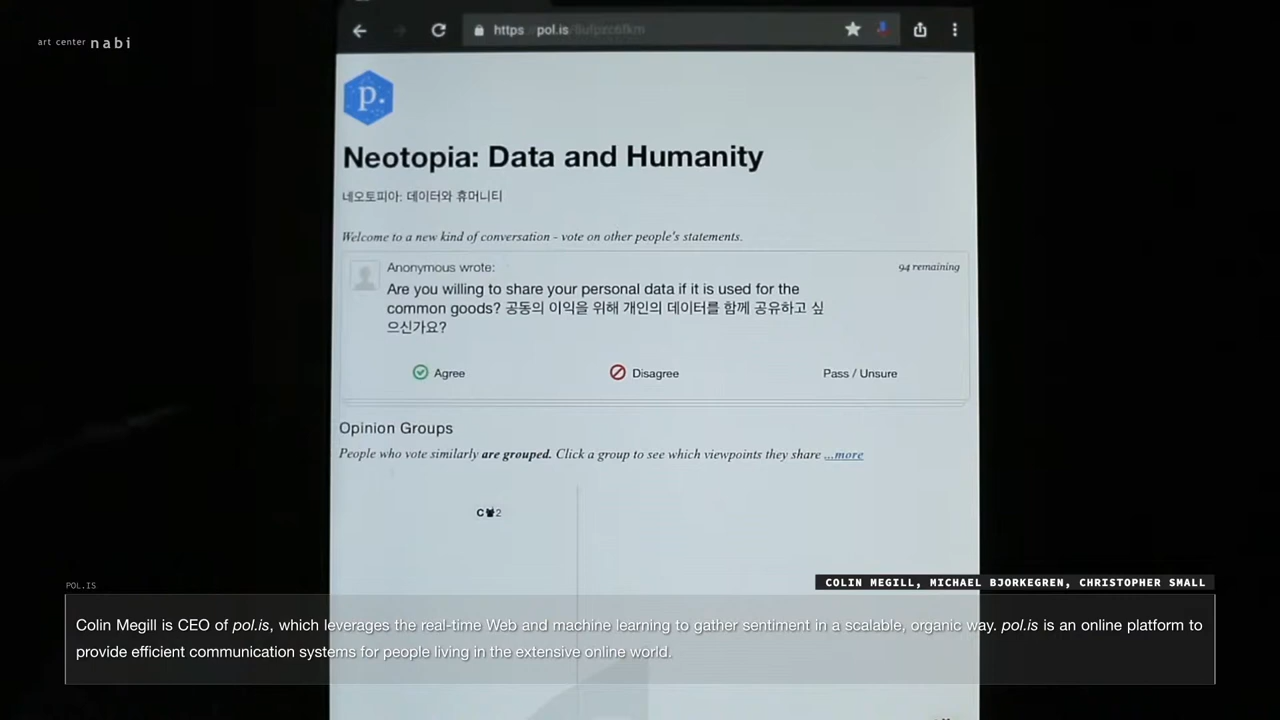 art center nabi
https pol.is
p.
Neotopia: Data and Humanity
네오토피아: 데이터와 휴머니티
Welcome to a new kind of conversation - vote on other people's statements.
Anonymous wrote:
94 remaining
Are you willing to share your personal data if it is used for the
common goods? 공동의 이익을 위해 개인의 데이터를 함께 공유하고 싶
으신가요?
Agree
Disagree
Pass / Unsure
Opinion Groups
People who vote similarly are grouped. Click a group to see which viewpoints they share ...more
C 2
POL.IS
COLIN MEGILL, MICHAEL BJORKEGREN, CHRISTOPHER SMALL
Colin Megill is CEO of pol.is, which leverages the real-time Web and machine learning to gather sentiment in a scalable, organic way. pol.is is an online platform to
provide efficient communication systems for people living in the extensive online world.